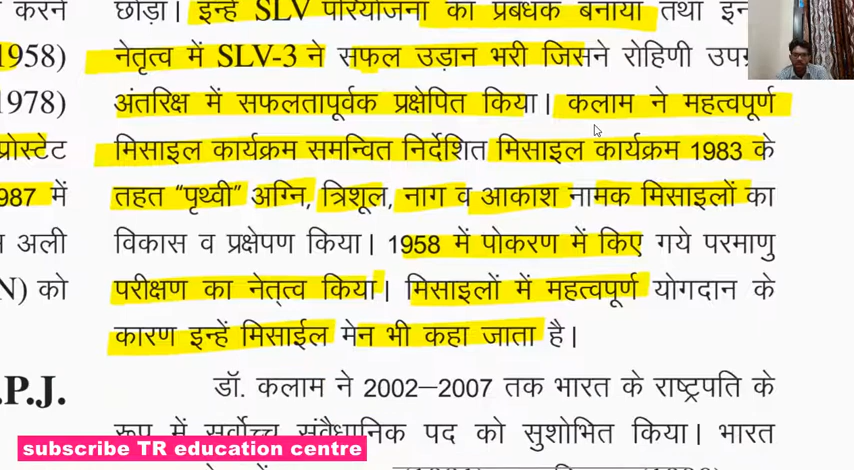 करने
1958)
1978)
प्रोस्टेट
987 में
अली
N) को
.P.J.
छोड़ा। इन्हें SLV परियोजना का प्रबंधक बनाया तथा
नेतृत्व में SLV-3 ने सफल उड़ान भरी जिसने रोहिणी
अंतरिक्ष में सफलतापूर्वक प्रक्षेपित किया। कलाम ने महत्वपूर्ण
मिसाइल कार्यक्रम समन्वित निर्देशित मिसाइल कार्यक्रम 1983 के
तहत “पृथ्वी” अग्नि, त्रिशूल, नाग व आकाश नामक मिसाइलों का
विकास व प्रक्षेपण किया। 1958 में पोकरण में किए गये परमाणु
परीक्षण का नेत्त्व किया। मिसाइलों में महत्वपूर्ण योगदान के
कारण इन्हें मिसाईल मेन भी कहा जाता है।
डॉ. कलाम ने 2002–2007 तक भारत के राष्ट्रपति के
रूप में सर्वोच्च संवैधानिक पद को सुशोभित किया। भारत
subscribe TR education centre